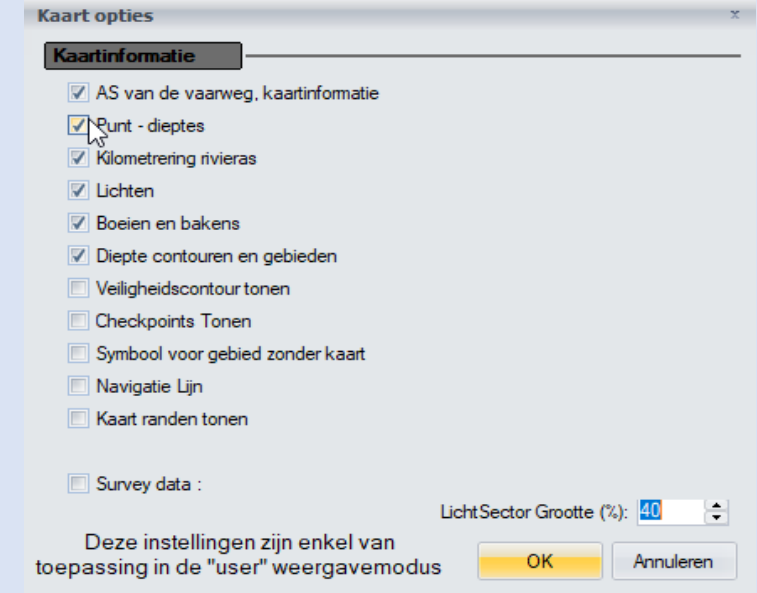 Kaart opties
x
Kaartinformatie
AS van de vaarweg, kaartinformatie
Punt - dieptes
Kilometrering rivieras
Lichten
Boeien en bakens
Diepte contouren en gebieden
Veiligheidscontour tonen
Checkpoints Tonen
Symbool voor gebied zonder kaart
Navigatie Lijn
Kaart randen tonen
Survey data :
LichtSector Grootte (%): 40
Deze instellingen zijn enkel van
toepassing in de "user" weergavemodus
OK
Annuleren